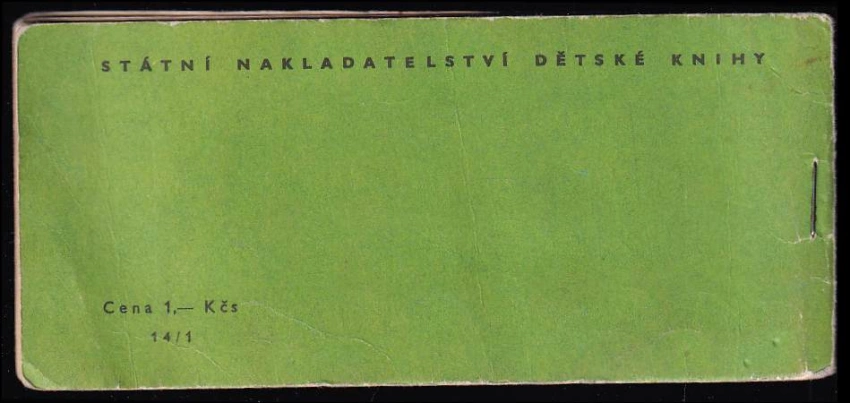 STÁTNÍ NAKLADATELSTVÍ DĚTSKÉ KNIHY
Cena 1,— Kčs
14/1